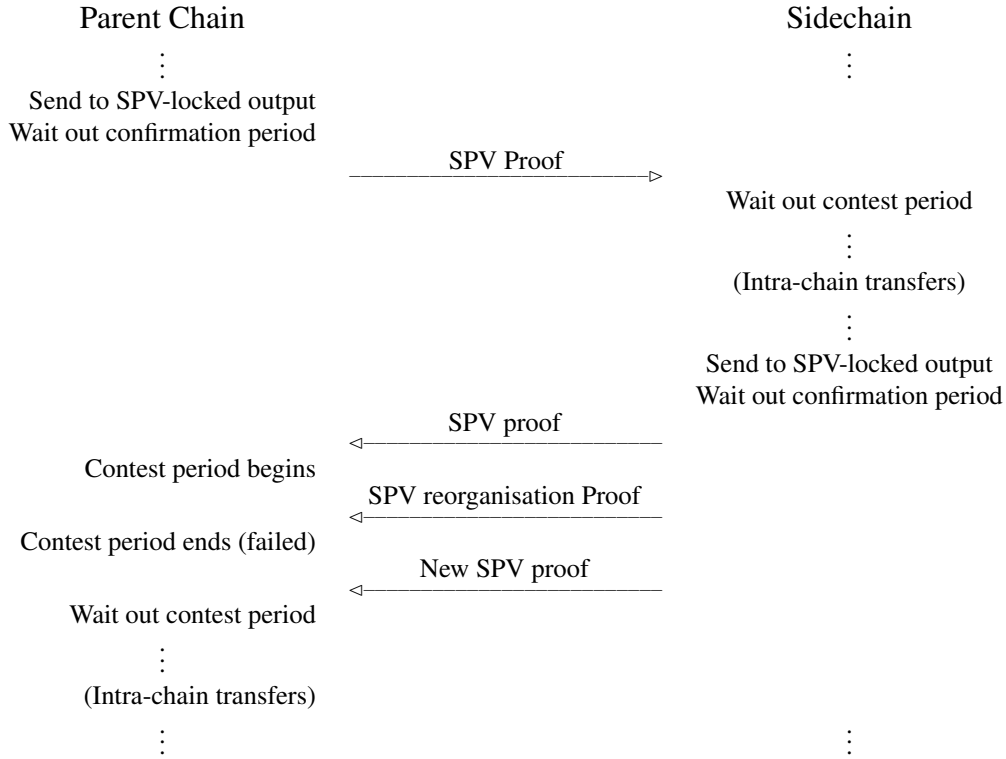 Parent Chain
Sidechain
Send to SPV-locked output
Wait out confirmation period
SPV Proof
Wait out contest period
(Intra-chain transfers)
Send to SPV-locked output
Wait out confirmation period
SPV proof
Contest period begins
SPV reorganisation Proof
Contest period ends (failed)
New SPV proof
Wait out contest period
(Intra-chain transfers)